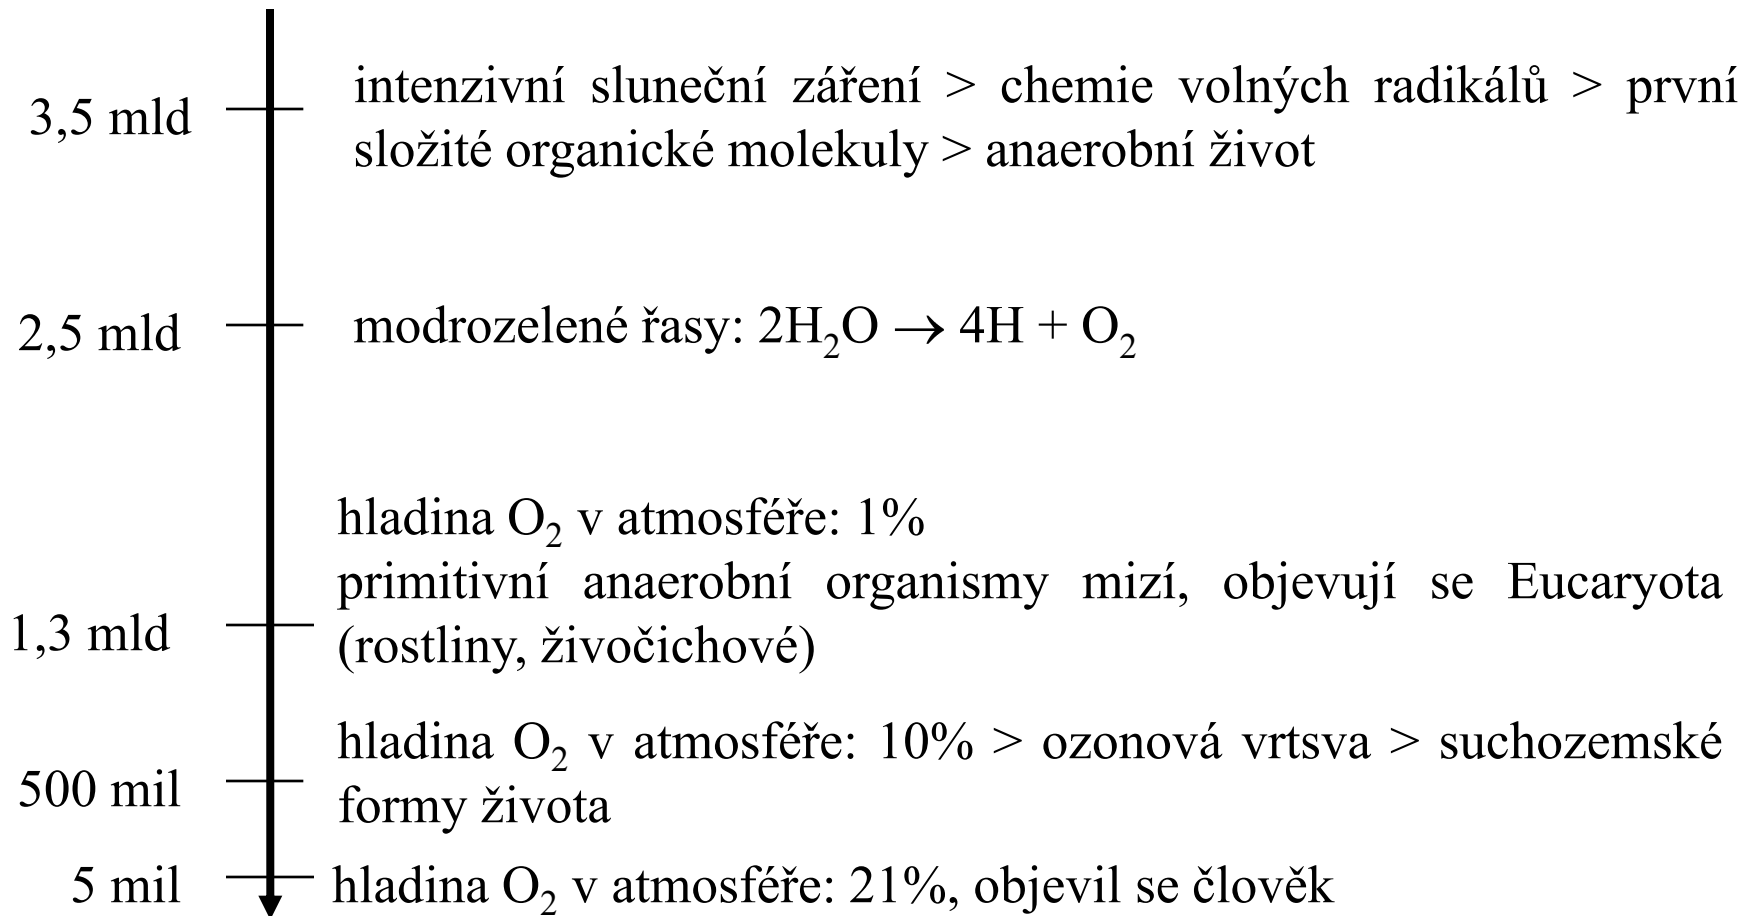 3,5 mld
intenzivní sluneční záření > chemie volných radikálů > první
složité organické molekuly > anaerobní život
2,5 mld
modrozelené řasy: 2H₂O → 4H + O₂
hladina O₂ v atmosféře: 1%
primitivní anaerobní organismy mizí, objevují se Eucaryota
1,3 mld
(rostliny, živočichové)
hladina O₂ v atmosféře: 10% > ozonová vrtsva > suchozemské
500 mil
formy života
5 mil
hladina O₂ v atmosféře: 21%, objevil se člověk